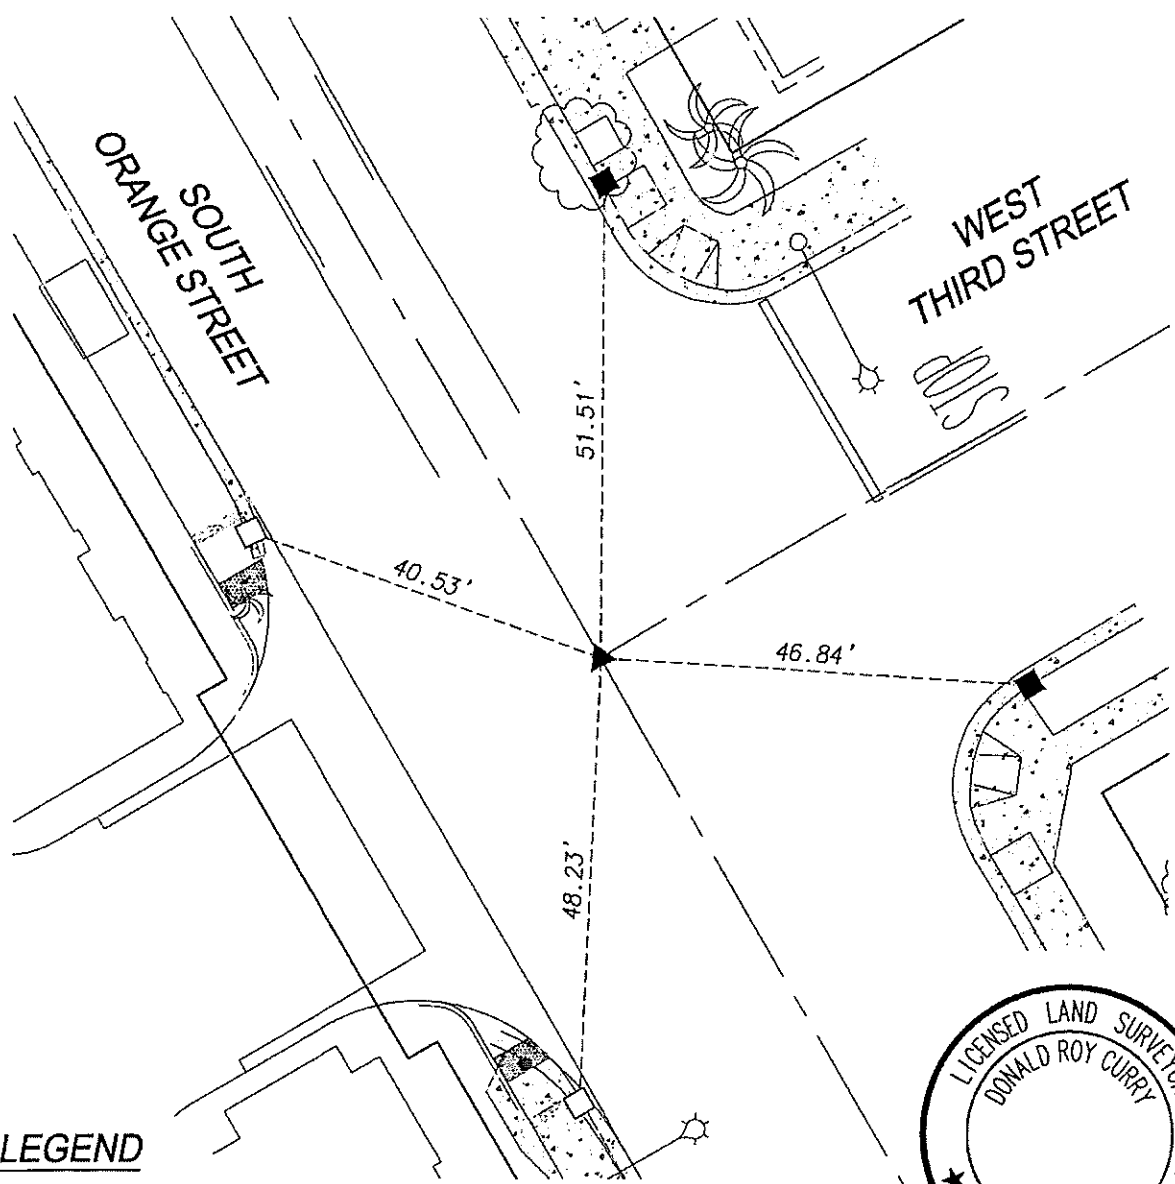 SOUTH
ORANGE STREET
WEST
THIRD STREET
STOP
51.51'
40.53'
46.84'
48.23'
LICENSED LAND
DONALD ROY CURRY
LEGEND